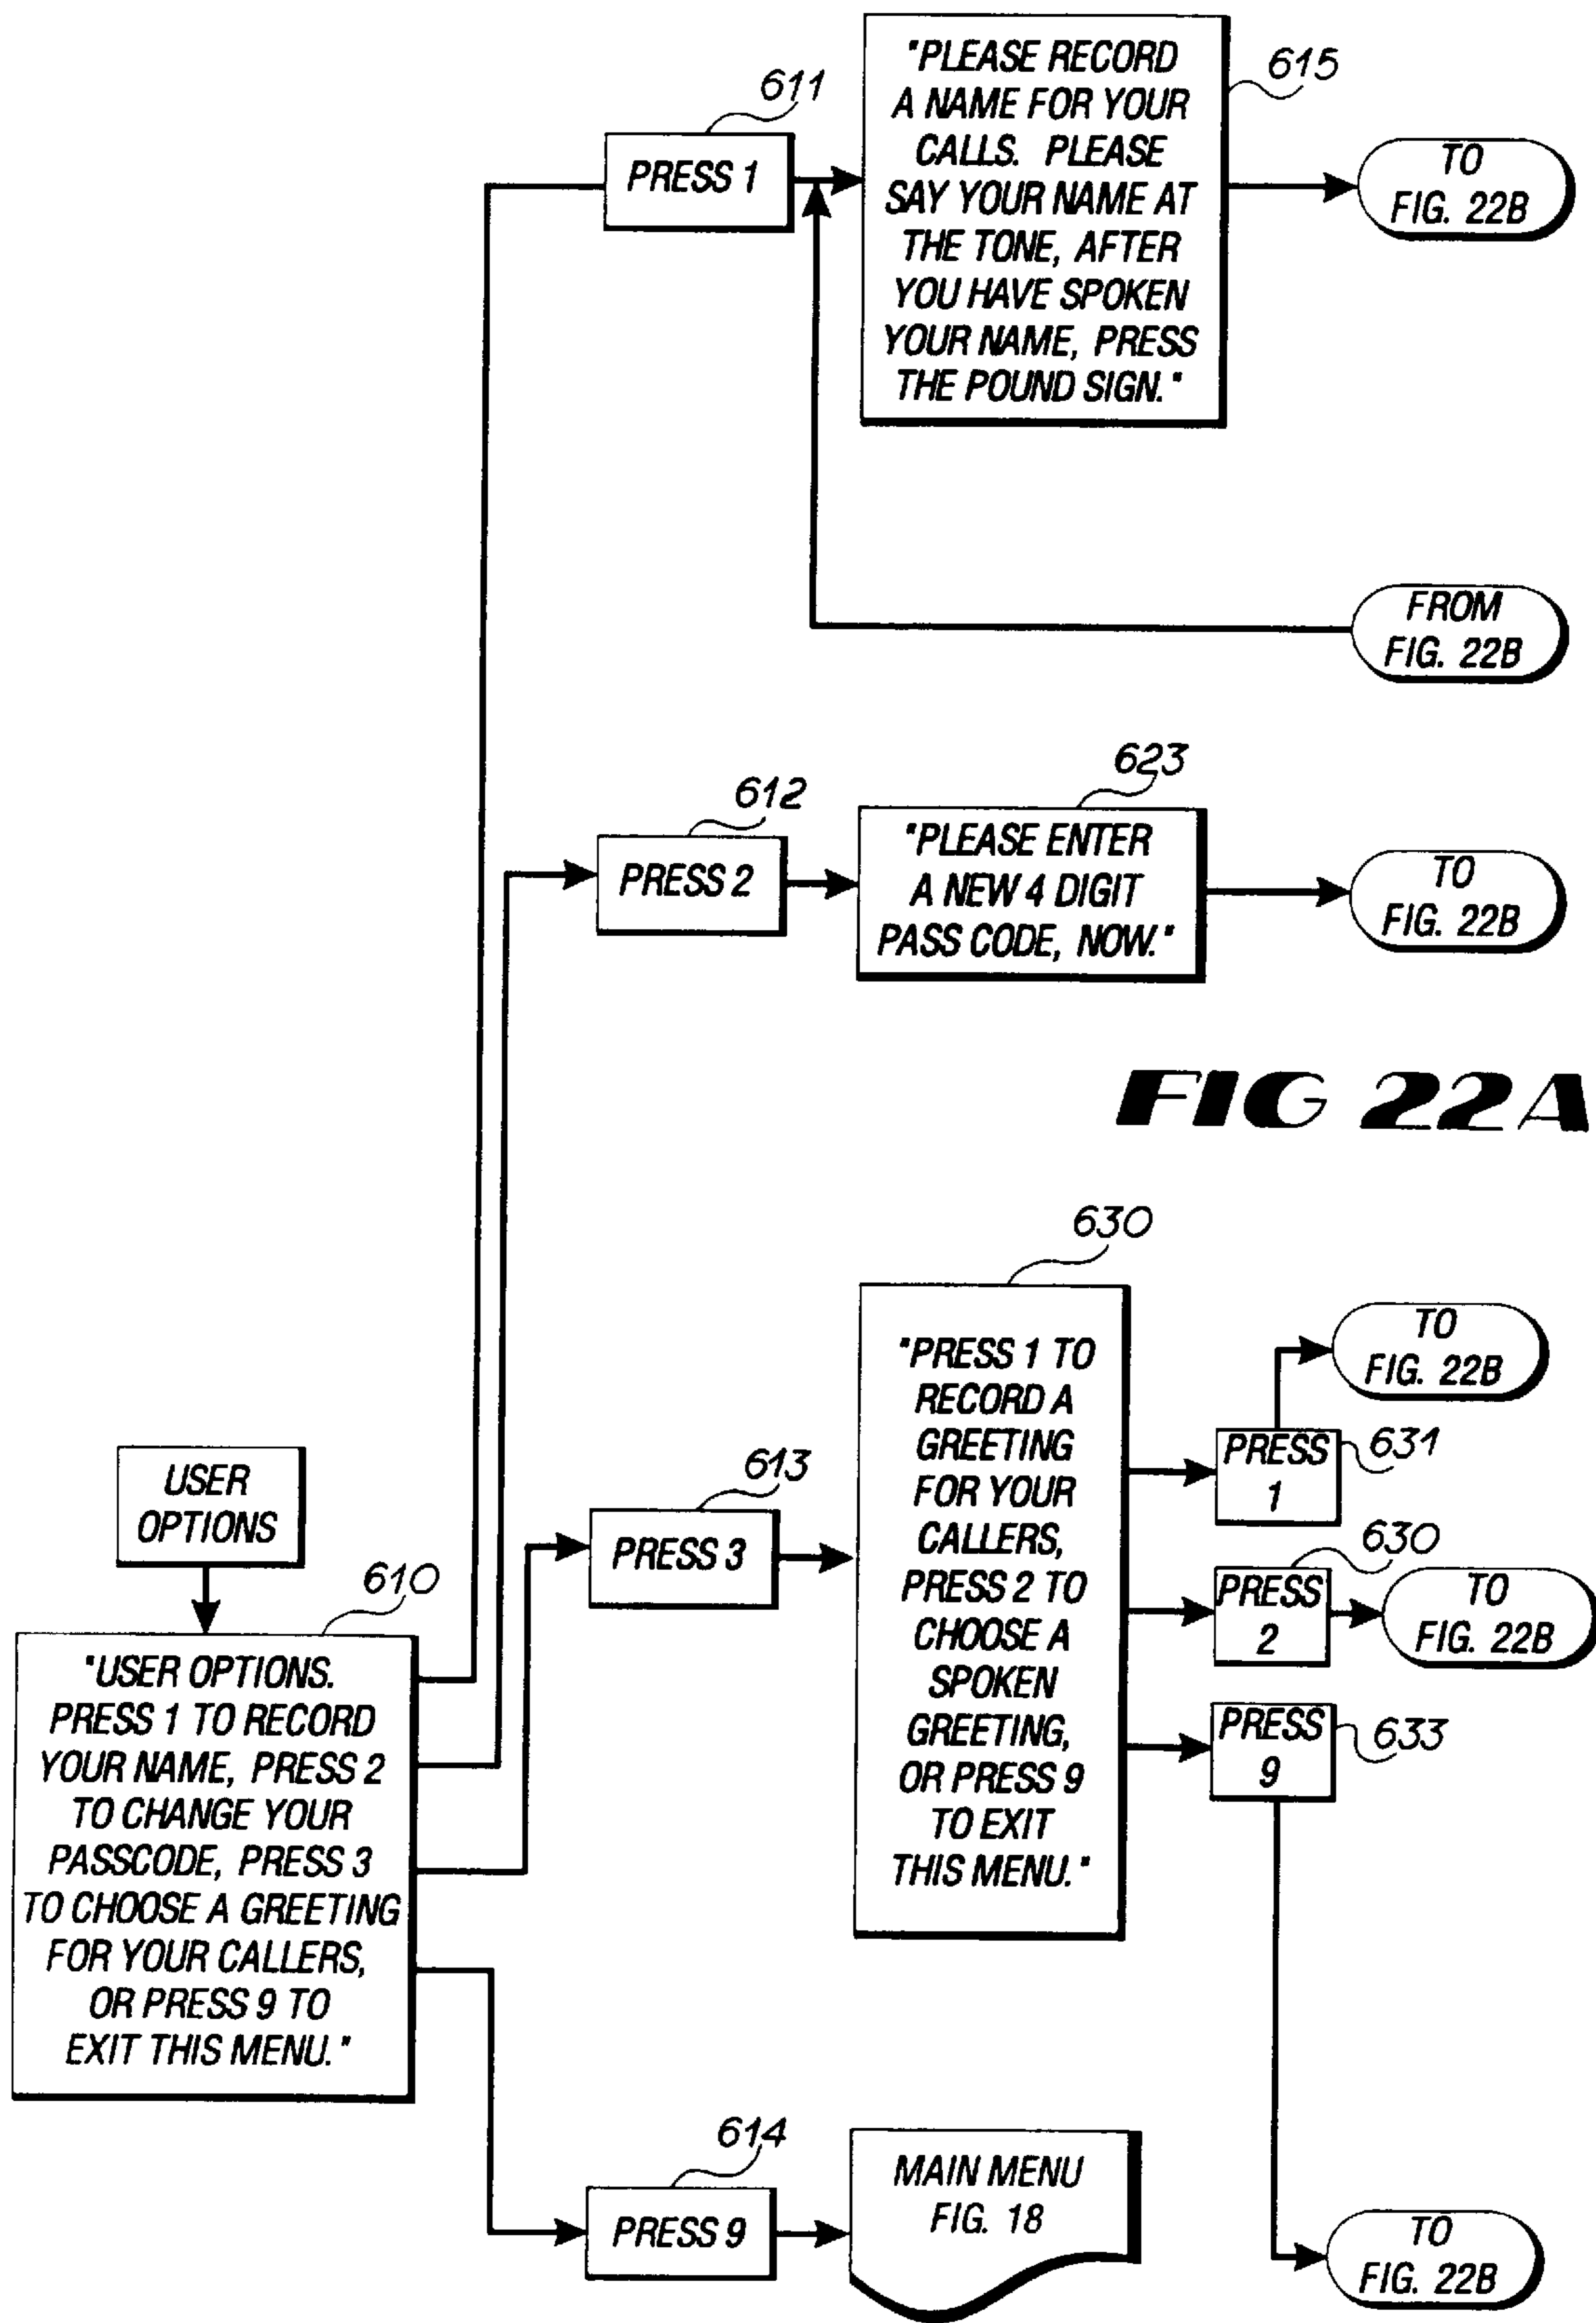 611
PRESS 1
"PLEASE RECORD
A NAME FOR YOUR
CALLS. PLEASE
SAY YOUR NAME AT
THE TONE, AFTER
YOU HAVE SPOKEN
YOUR NAME, PRESS
THE POUND SIGN."
615
TO
FIG. 22B
FROM
FIG. 22B
612
PRESS 2
623
"PLEASE ENTER
A NEW 4 DIGIT
PASS CODE, NOW."
TO
FIG. 22B
FIG 22A
USER
OPTIONS
610
"USER OPTIONS.
PRESS 1 TO RECORD
YOUR NAME, PRESS 2
TO CHANGE YOUR
PASSCODE, PRESS 3
TO CHOOSE A GREETING
FOR YOUR CALLERS,
OR PRESS 9 TO
EXIT THIS MENU."
613
PRESS 3
630
"PRESS 1 TO
RECORD A
GREETING
FOR YOUR
CALLERS,
PRESS 2 TO
CHOOSE A
SPOKEN
GREETING,
OR PRESS 9
TO EXIT
THIS MENU."
TO
FIG. 22B
PRESS
1
631
PRESS
2
630
TO
FIG. 22B
PRESS
9
633
TO
FIG. 22B
614
PRESS 9
MAIN MENU
FIG. 18